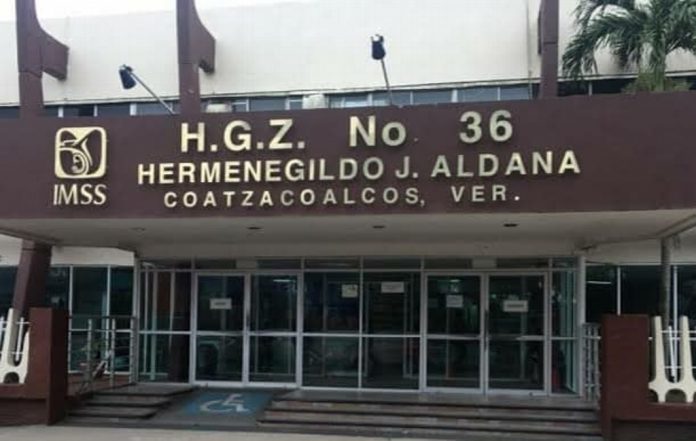 H.G.Z. No. 36
HERMENEGILDO J. ALDANA
COATZACOALCOS, VER.
IMSS